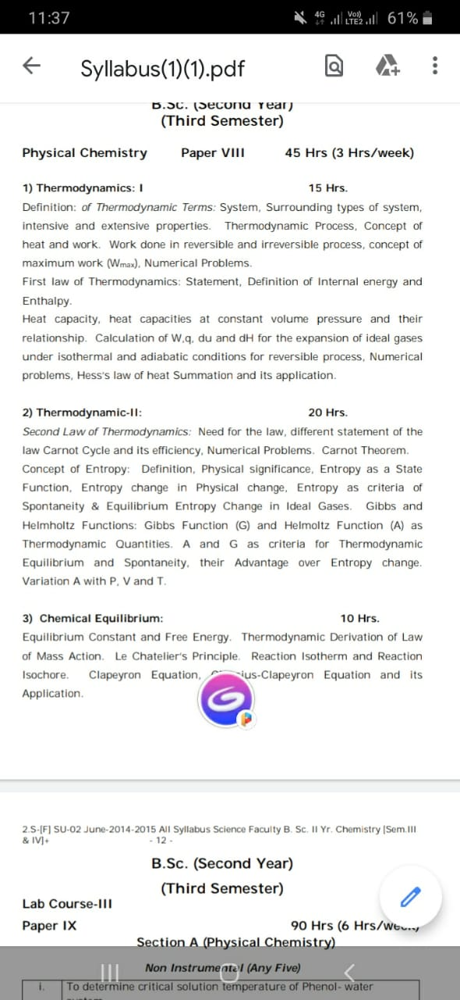 11:37
4G Vo)) LTE2 61%
Syllabus(1)(1).pdf
B.Sc. (Second Year)
(Third Semester)
Physical Chemistry Paper VIII 45 Hrs (3 Hrs/week)
1) Thermodynamics: I 15 Hrs.
Definition: of Thermodynamic Terms: System, Surrounding types of system,
intensive and extensive properties. Thermodynamic Process, Concept of
heat and work. Work done in reversible and irreversible process, concept of
maximum work (Wmax), Numerical Problems.
First law of Thermodynamics: Statement, Definition of Internal energy and
Enthalpy.
Heat capacity, heat capacities at constant volume pressure and their
relationship. Calculation of W,q, du and dH for the expansion of ideal gases
under isothermal and adiabatic conditions for reversible process, Numerical
problems, Hess's law of heat Summation and its application.
2) Thermodynamic-II: 20 Hrs.
Second Law of Thermodynamics: Need for the law, different statement of the
law Carnot Cycle and its efficiency, Numerical Problems. Carnot Theorem.
Concept of Entropy: Definition, Physical significance, Entropy as a State
Function, Entropy change in Physical change, Entropy as criteria of
Spontaneity & Equilibrium Entropy Change in Ideal Gases. Gibbs and
Helmholtz Functions: Gibbs Function (G) and Helmoltz Function (A) as
Thermodynamic Quantities. A and G as criteria for Thermodynamic
Equilibrium and Spontaneity, their Advantage over Entropy change.
Variation A with P, V and T.
3) Chemical Equilibrium: 10 Hrs.
Equilibrium Constant and Free Energy. Thermodynamic Derivation of Law
of Mass Action. Le Chatelier's Principle. Reaction Isotherm and Reaction
Isochore. Clapeyron Equation, ius-Clapeyron Equation and its
Application.
2.S-[F] SU-02 June-2014-2015 All Syllabus Science Faculty B. Sc. II Yr. Chemistry [Sem.III
& IV]+ - 12 -
B.Sc. (Second Year)
(Third Semester)
Lab Course-III
Paper IX 90 Hrs (6 Hrs/
Section A (Physical Chemistry)
Non Instrumental (Any Five)
i. To determine critical solution temperature of Phenol- water